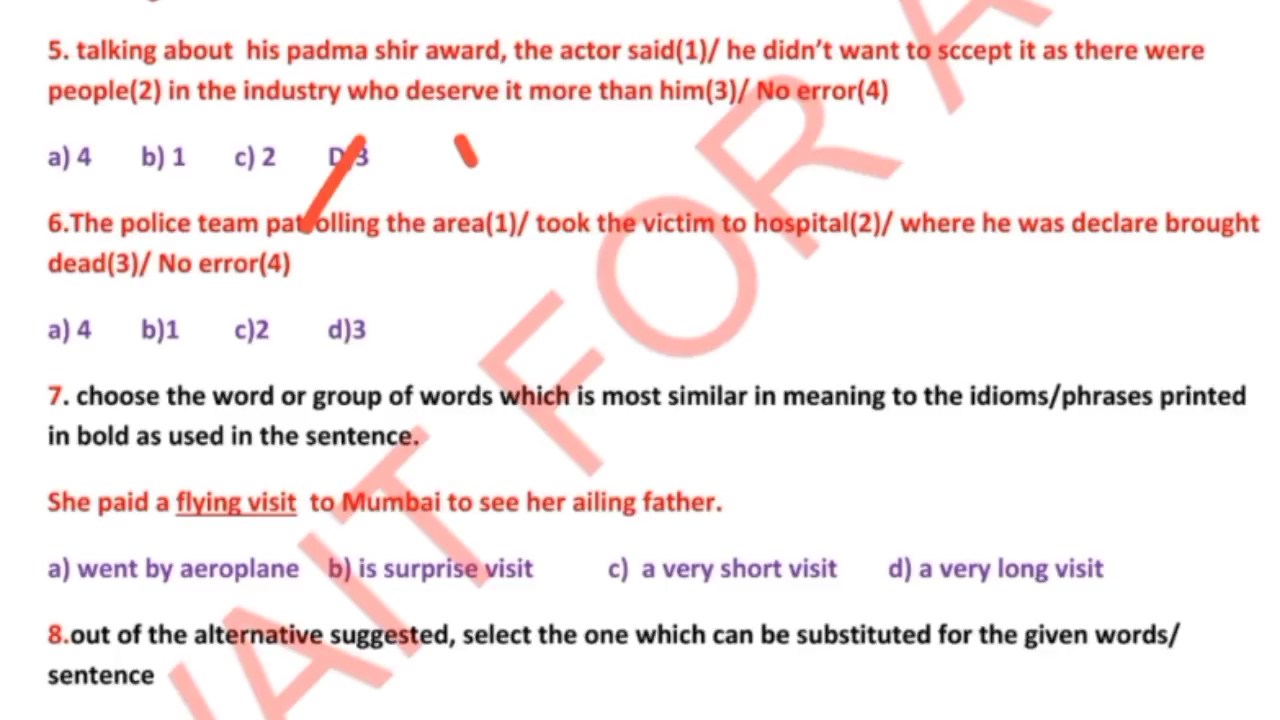 5. talking about his padma shir award, the actor said(1)/ he didn't want to sccept it as there were
people(2) in the industry who deserve it more than him(3)/ No error(4)
a) 4 b) 1 c) 2 D)3
6.The police team patrolling the area(1)/ took the victim to hospital(2)/ where he was declare brought
dead(3)/ No error(4)
a) 4 b)1 c)2 d)3
7. choose the word or group of words which is most similar in meaning to the idioms/phrases printed
in bold as used in the sentence.
She paid a flying visit to Mumbai to see her ailing father.
a) went by aeroplane b) is surprise visit c) a very short visit d) a very long visit
8.out of the alternative suggested, select the one which can be substituted for the given words/
sentence
WAIT FOR A